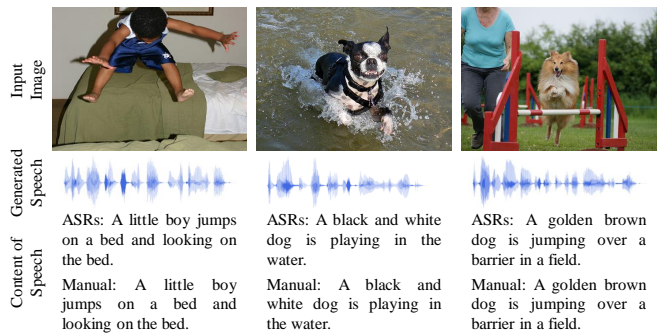 Input
Image
Generated
Speech
Content of
Speech
ASRs: A little boy jumps
on a bed and looking on
the bed.
Manual: A little boy
jumps on a bed and
looking on the bed.
ASRs: A black and white
dog is playing in the
water.
Manual: A black and
white dog is playing in
the water.
ASRs: A golden brown
dog is jumping over a
barrier in a field.
Manual: A golden brown
dog is jumping over a
barrier in a field.